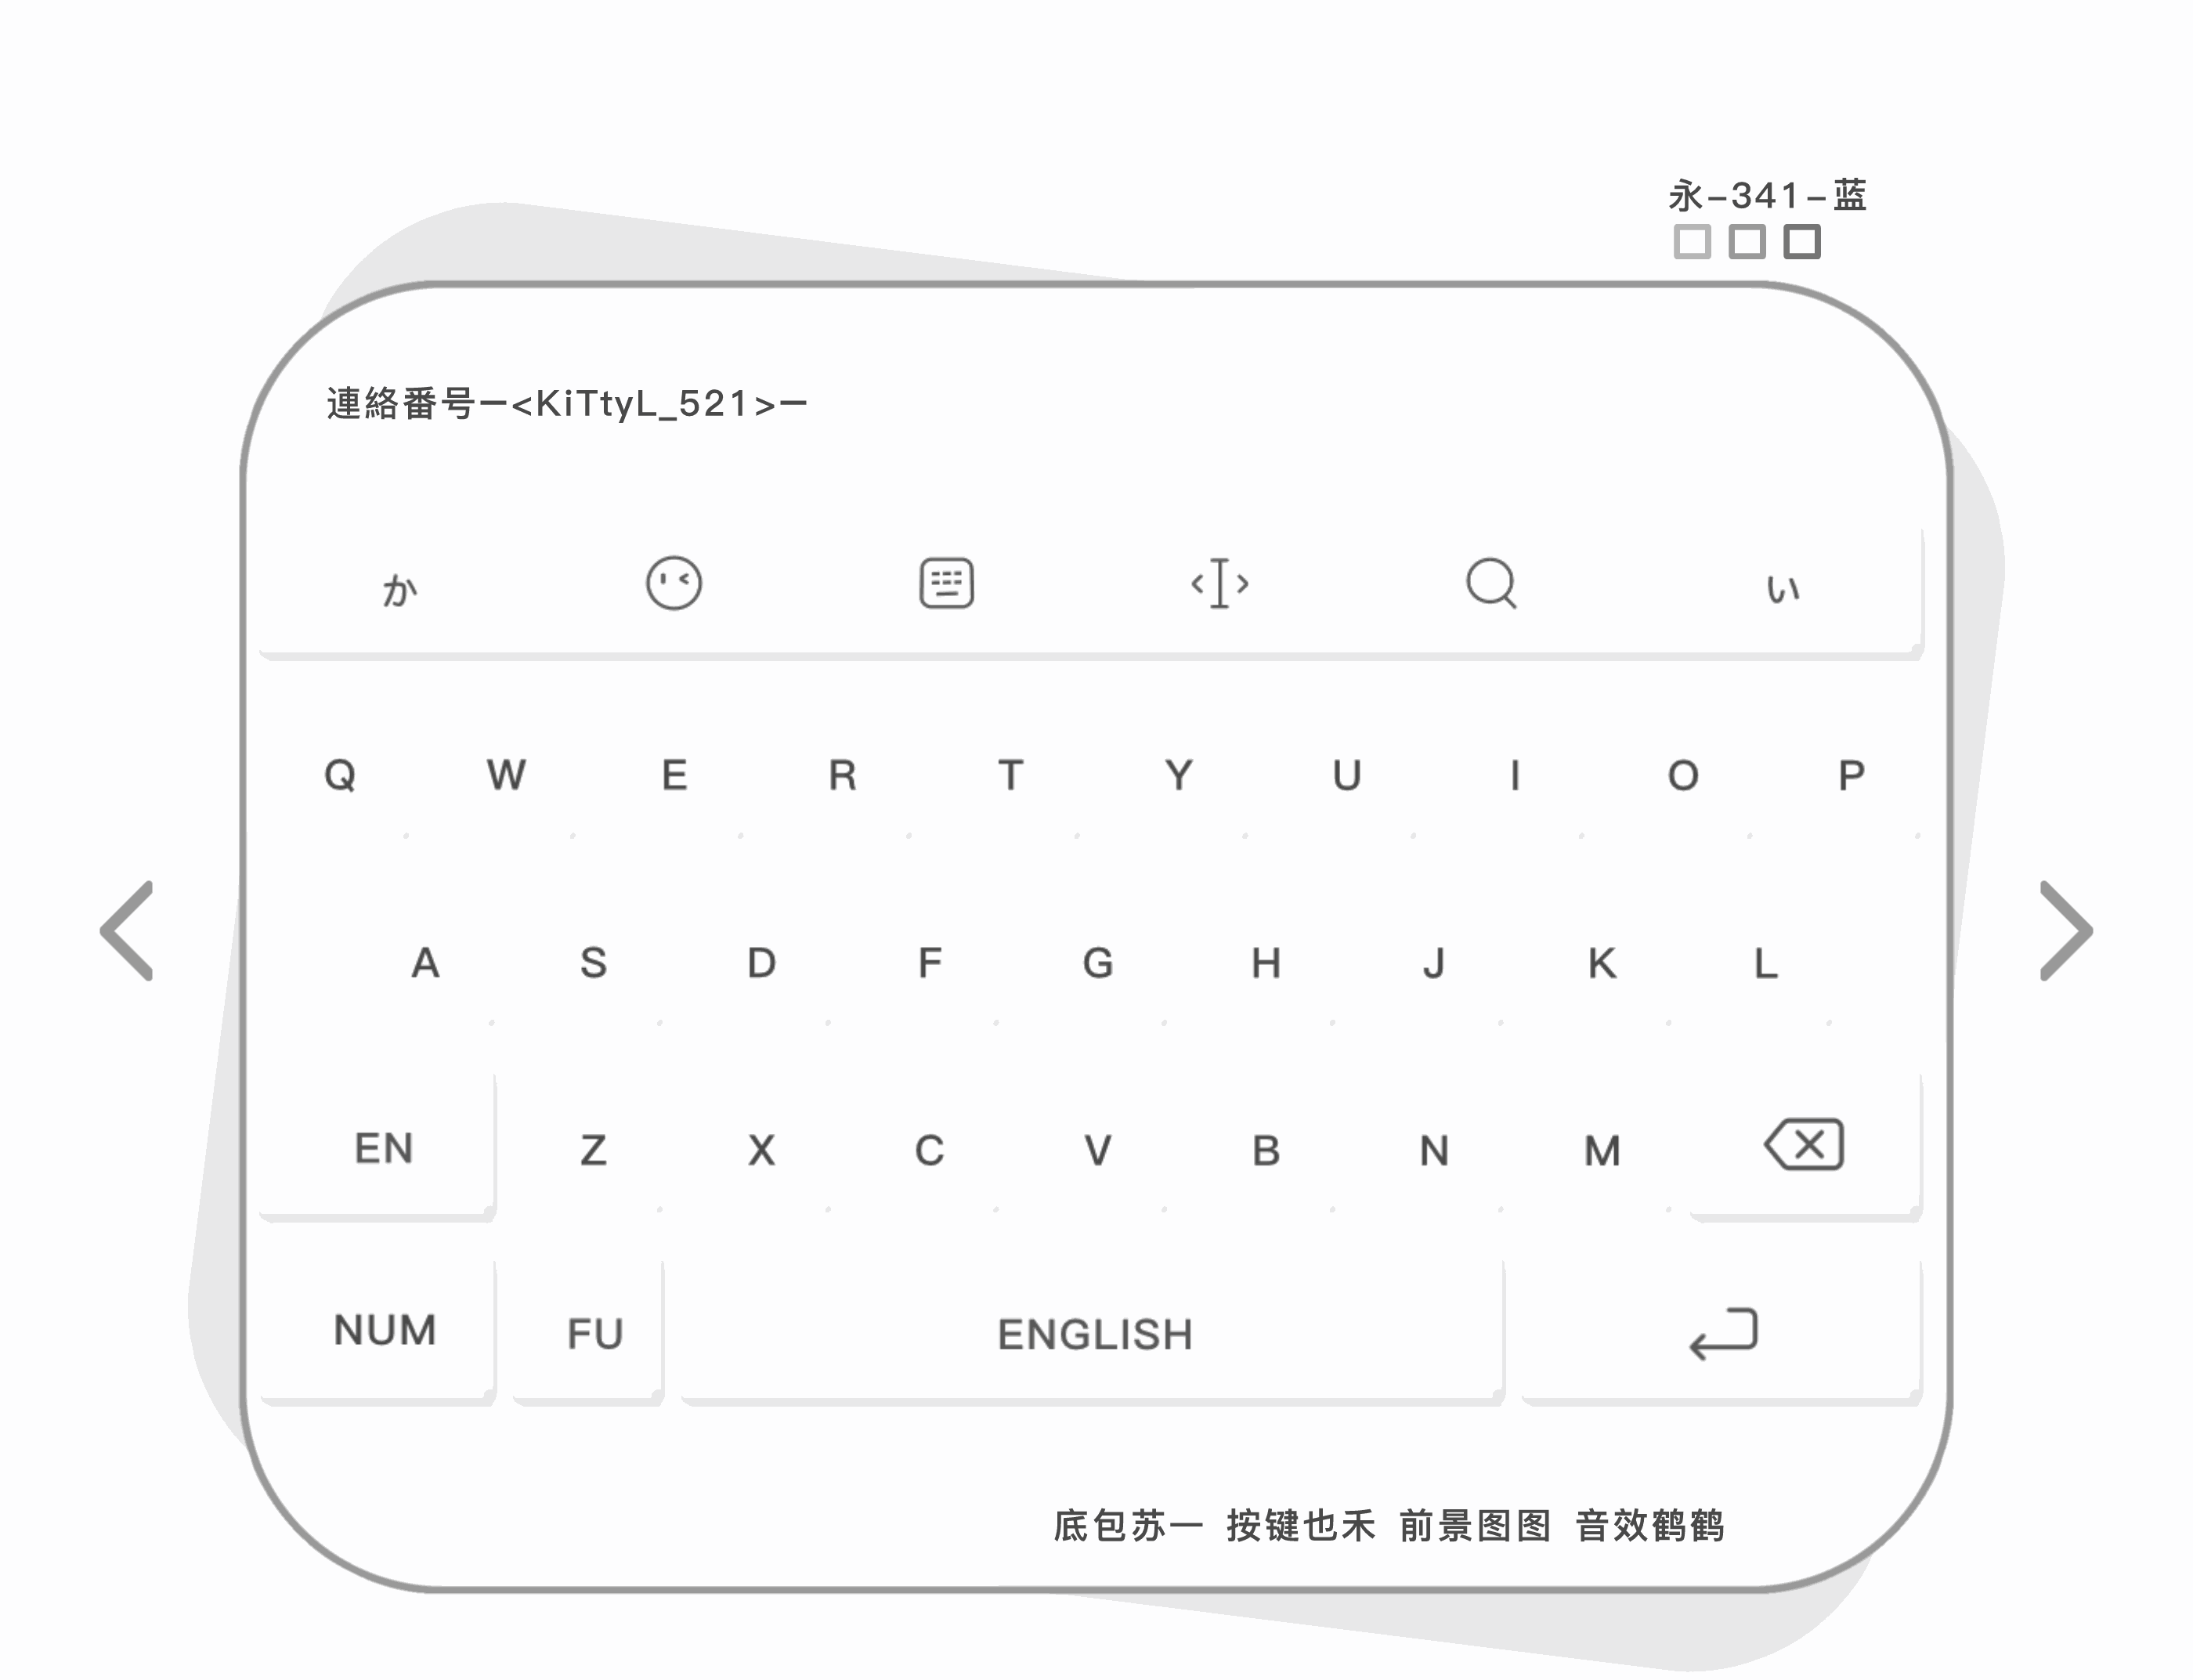 永-341-蓝
連絡番号ー<KiTtyL_521>ー
か い
Q W E R T Y U I O P
A S D F G H J K L
EN Z X C V B N M
NUM FU ENGLISH
底包苏一 按键也禾 前景图图 音效鹤鹤